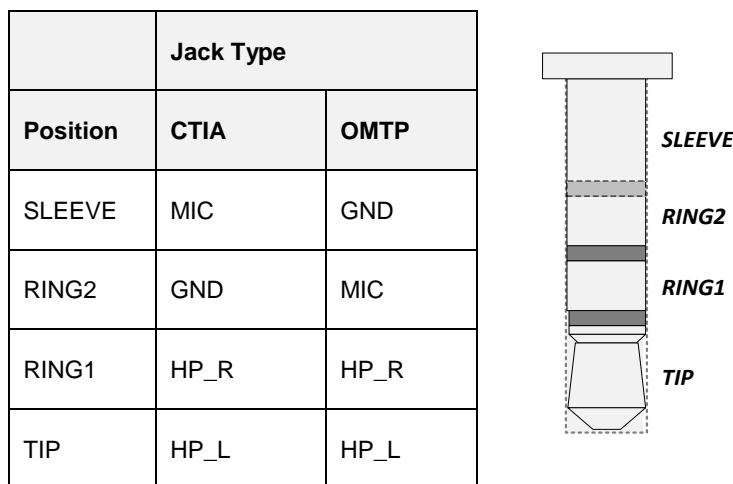 Jack Type
Position CTIA OMTP
SLEEVE MIC GND
RING2 GND MIC
RING1 HP_R HP_R
TIP HP_L HP_L
SLEEVE
RING2
RING1
TIP